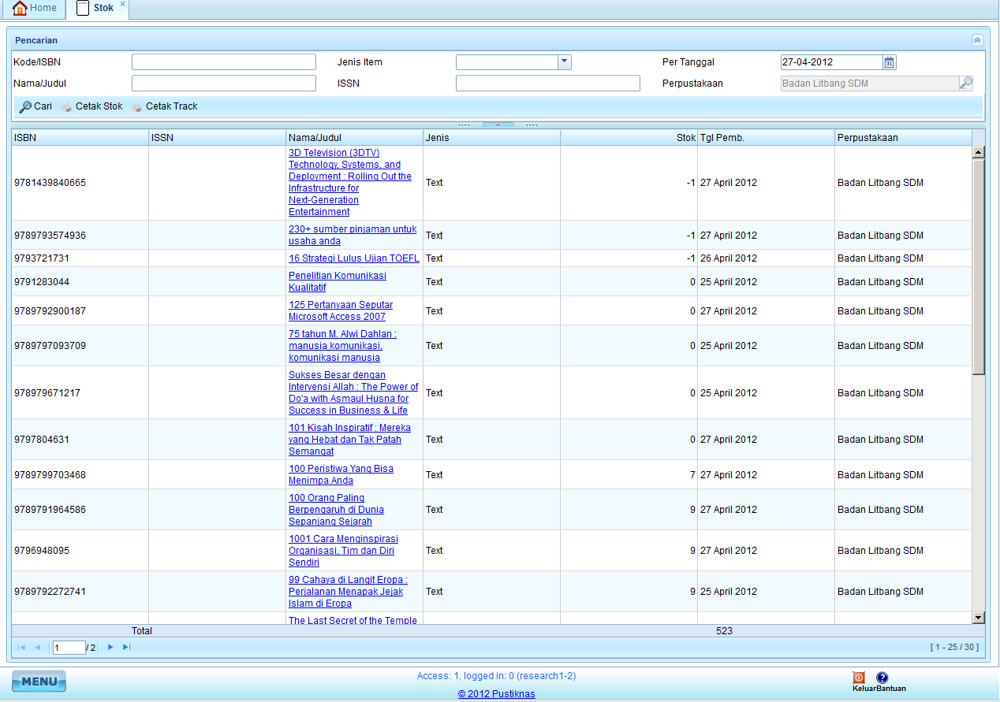 Home
Stok
Pencarian
Kode/ISBN
Jenis Item
Per Tanggal
27-04-2012
31
Nama/Judul
ISSN
Perpustakaan
Badan Litbang SDM
Cari
Cetak Stok
Cetak Track
ISBN ISSN Nama/Judul Jenis Stok Tgl Pemb. Perpustakaan
3D Television (3DTV)
Technology, Systems, and
Deployment : Rolling Out the
Infrastructure for
Next-Generation
Entertainment
9781439840665 Text -1 27 April 2012 Badan Litbang SDM
230+ sumber pinjaman untuk
usaha anda
9789793574936 Text -1 27 April 2012 Badan Litbang SDM
9793721731 16 Strategi Lulus Ujian TOEFL Text -1 26 April 2012 Badan Litbang SDM
Penelitian Komunikasi
Kualitatif
9791283044 Text 0 25 April 2012 Badan Litbang SDM
125 Pertanyaan Seputar
Microsoft Access 2007
9789792900187 Text 0 27 April 2012 Badan Litbang SDM
75 tahun M. Alwi Dahlan :
manusia komunikasi,
komunikasi manusia
9789797093709 Text 0 25 April 2012 Badan Litbang SDM
Sukses Besar dengan
Intervensi Allah : The Power of
Do'a with Asmaul Husna for
Success in Business & Life
978979671217 Text 0 25 April 2012 Badan Litbang SDM
101 Kisah Inspiratif : Mereka
yang Hebat dan Tak Patah
Semangat
9797804631 Text 0 27 April 2012 Badan Litbang SDM
100 Peristiwa Yang Bisa
Menimpa Anda
9789799703468 Text 7 27 April 2012 Badan Litbang SDM
100 Orang Paling
Berpengaruh di Dunia
Sepanjang Sejarah
9789791964586 Text 9 27 April 2012 Badan Litbang SDM
1001 Cara Menginspirasi
Organisasi, Tim dan Diri
Sendiri
9796948095 Text 9 27 April 2012 Badan Litbang SDM
99 Cahaya di Langit Eropa :
Perjalanan Menapak Jejak
Islam di Eropa
9789792272741 Text 9 25 April 2012 Badan Litbang SDM
The Last Secret of the Temple
Total 523
1 / 2
[ 1 - 25 / 30 ]
MENU
Access: 1, logged in: 0 (research1-2)
© 2012 Pustiknas
Keluar
Bantuan